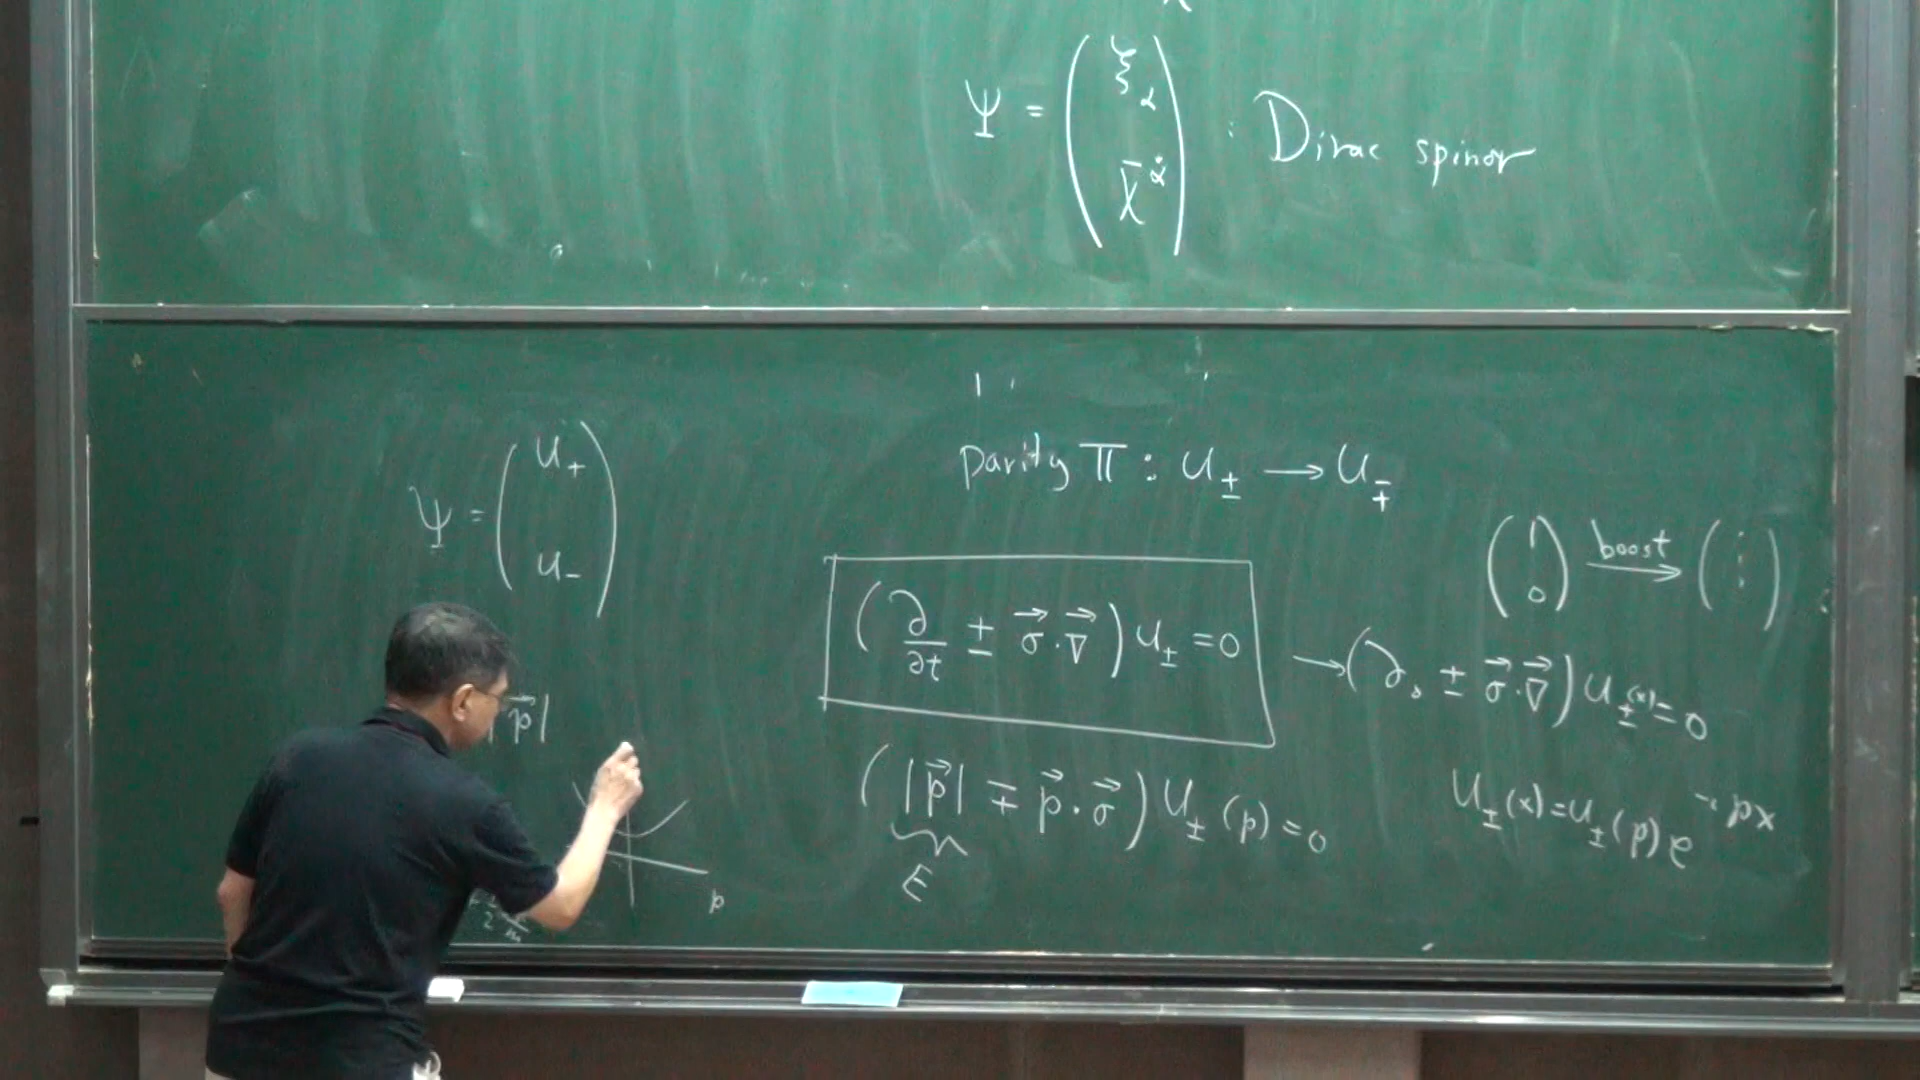 Ψ = ( ξ_α
χ̄^α̇ ) : Dirac spinor
ψ = ( u_+
u_- )
parity π : u_± → u_∓
( 1
0 ) boost → ( ⋮ )
( ∂/∂t ± σ⃗·∇⃗ ) u_± = 0 → ( ∂_0 ± σ⃗·∇⃗ ) u_±(x) = 0
|p⃗|
( |p⃗| ∓ p⃗·σ⃗ ) u_±(p) = 0
E
u_±(x) = u_±(p) e^{-ipx}
p